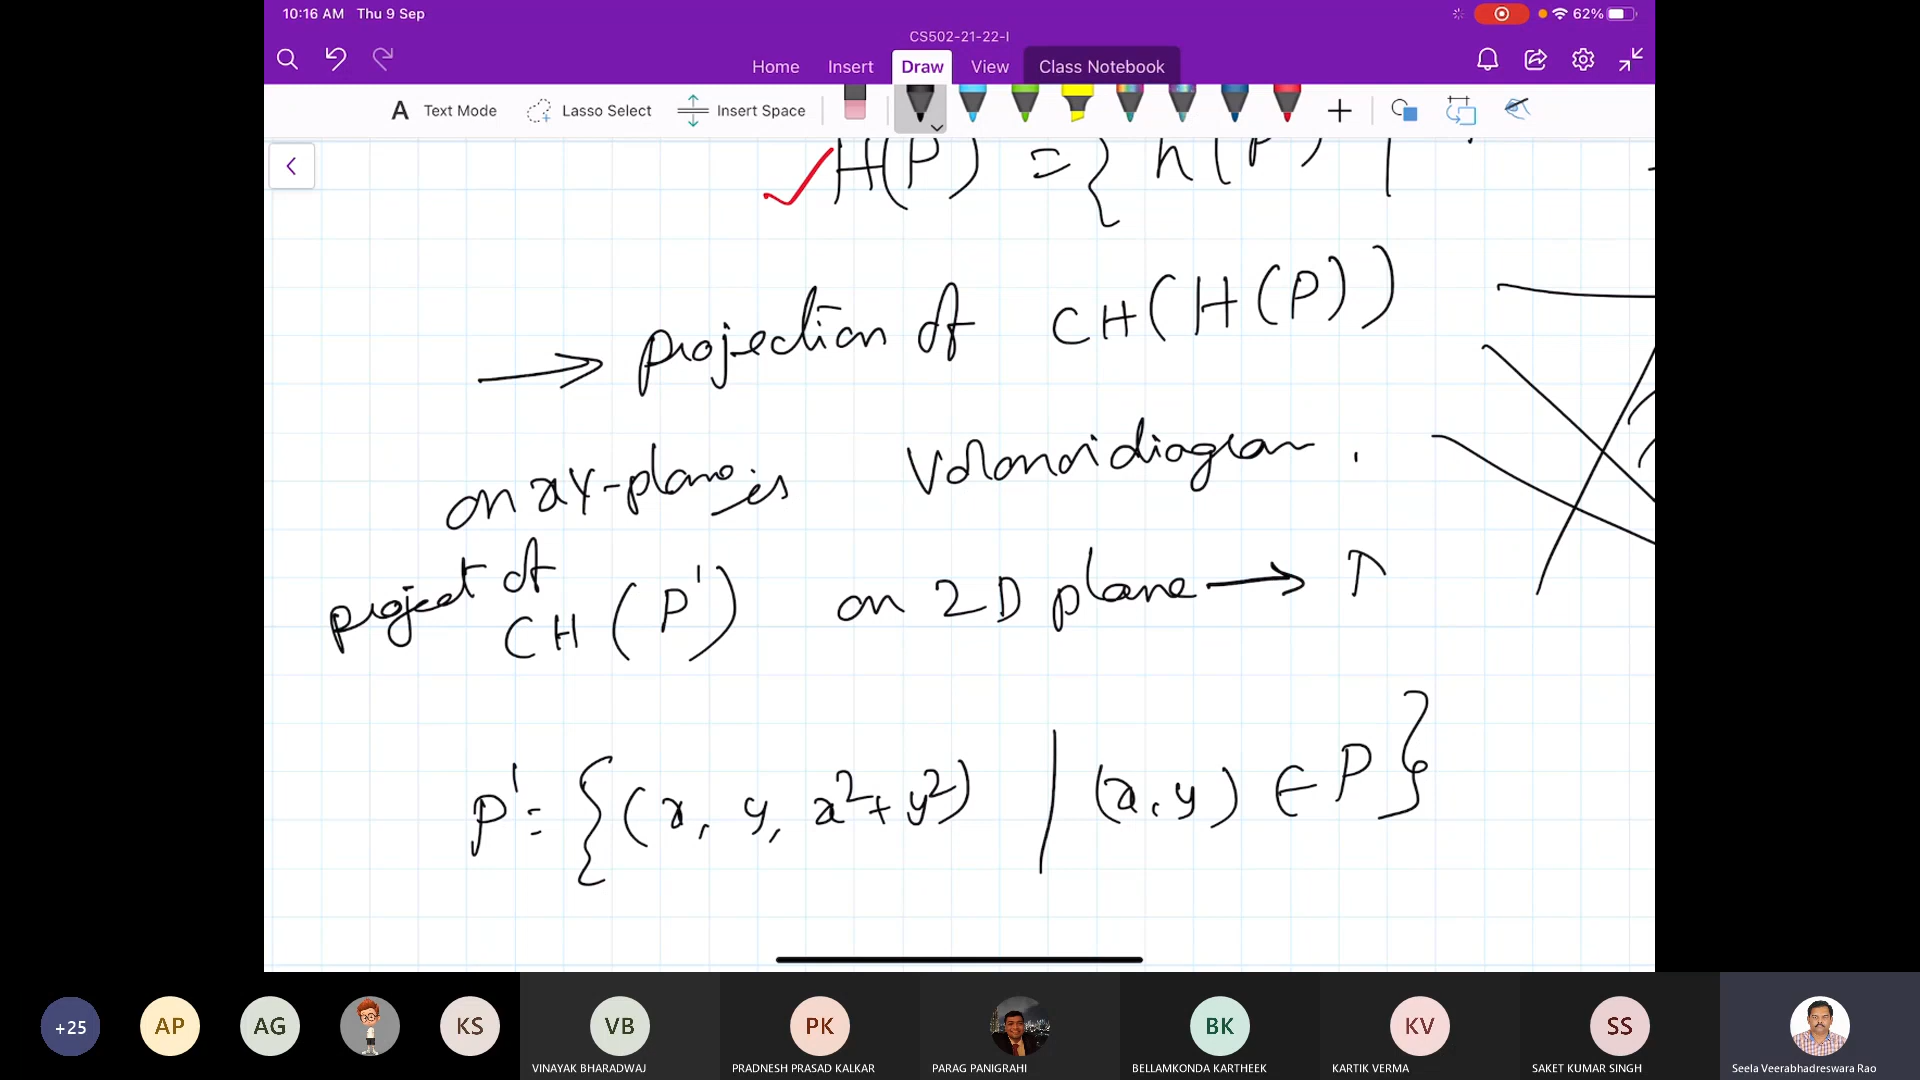 10:16 AM Thu 9 Sep
62%
CS502-21-22-I
Home Insert Draw View Class Notebook
A Text Mode Lasso Select Insert Space
H(P) = { h(P) |
→ projection of CH(H(P))
on xy-plane is Voronoi diagram.
project of CH(P') on 2D plane →
P' = {(x, y, x²+y²) | (x, y) ∈ P}
+25 AP AG KS VB PK BK KV SS
VINAYAK BHARADWAJ PRADNESH PRASAD KALKAR PARAG PANIGRAHI BELLAMKONDA KARTHEEK KARTIK VERMA SAKET KUMAR SINGH Seela Veerabhadreswara Rao